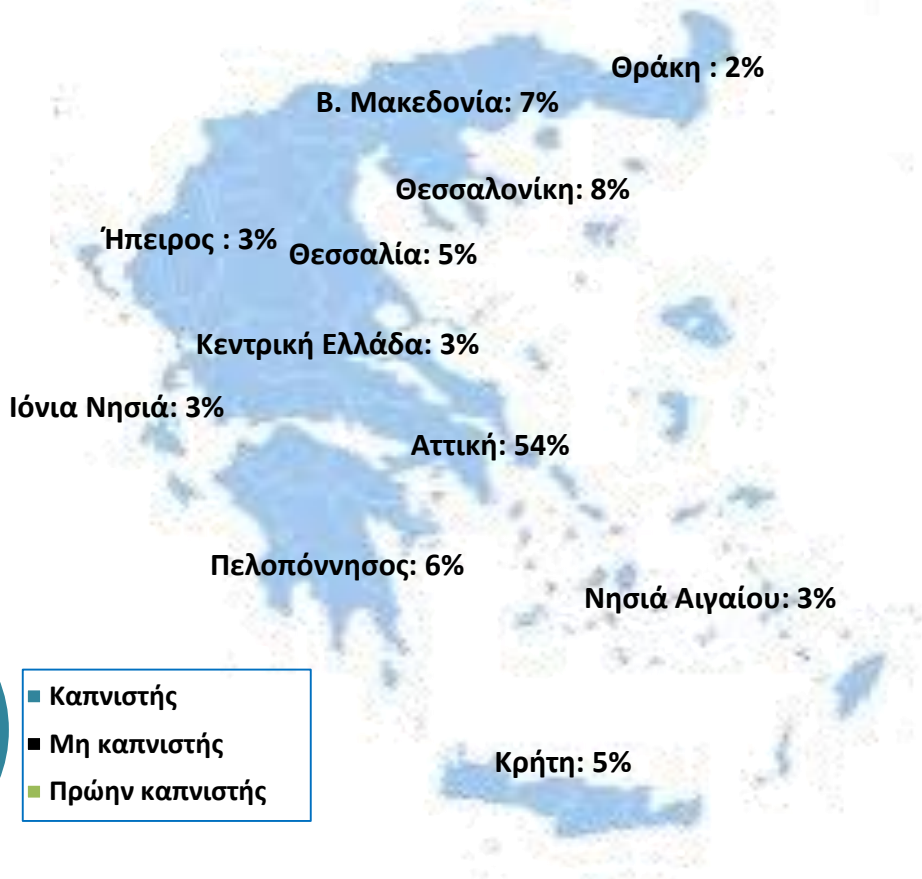 Θράκη : 2%
Β. Μακεδονία: 7%
Θεσσαλονίκη: 8%
Ήπειρος : 3%
Θεσσαλία: 5%
Κεντρική Ελλάδα: 3%
Ιόνια Νησιά: 3%
Αττική: 54%
Πελοπόννησος: 6%
Νησιά Αιγαίου: 3%
Καπνιστής
Μη καπνιστής
Πρώην καπνιστής
Κρήτη: 5%